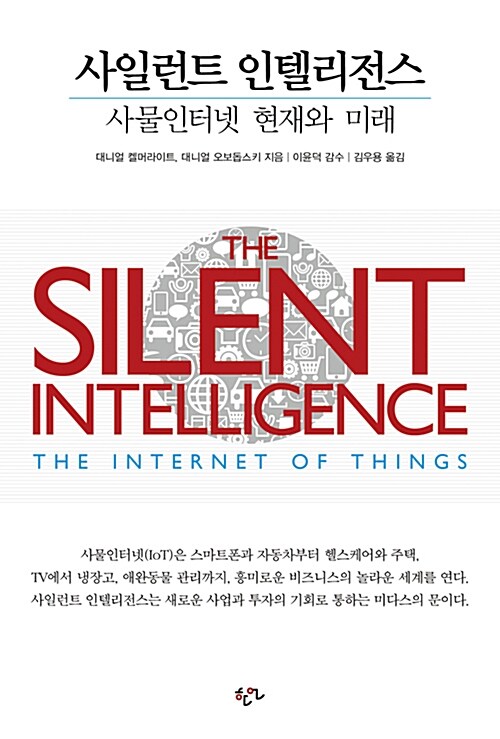 사일런트 인텔리전스
사물인터넷 현재와 미래
대니얼 켈머라이트, 대니얼 오보돕스키 지음 | 이윤덕 감수 | 김우용 옮김
THE
SILENT
INTELLIGENCE
THE INTERNET OF THINGS
사물인터넷(IoT)은 스마트폰과 자동차부터 헬스케어와 주택,
TV에서 냉장고, 애완동물 관리까지, 흥미로운 비즈니스의 놀라운 세계를 연다.
사일런트 인텔리전스는 새로운 사업과 투자의 기회로 통하는 미다스의 문이다.
한언